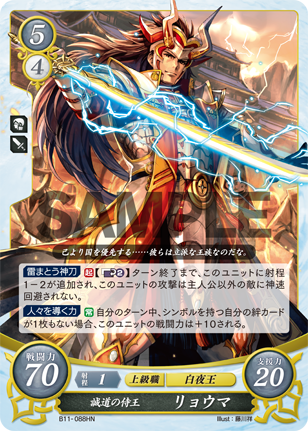 5
4
SAMPLE
己より国を優先する……彼らは立派な王族なのだな。
雷まとう神刀 起 【 2】ターン終了まで、このユニットに射程
1－2が追加され、このユニットの攻撃は主人公以外の敵に神速
回避されない。
人々を導く力 常 自分のターン中、シンボルを持つ自分の絆カード
が1枚もない場合、このユニットの戦闘力は＋10される。
戦闘力
70
射程 1 上級職 白夜王
支援力
20
誠道の侍王 リョウマ
B11-088HN
Illust：藤川祥